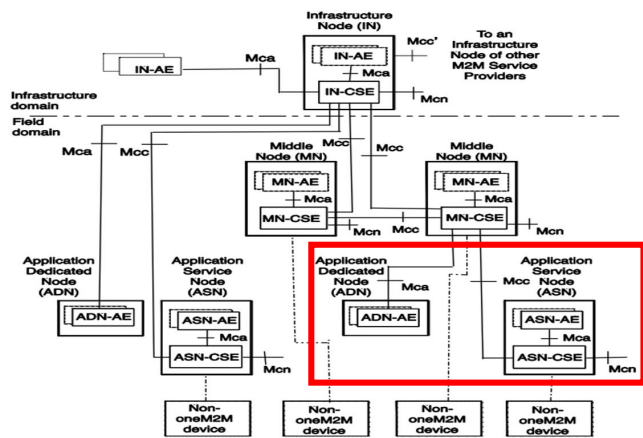 Infrastructure
Node (IN)
To an
Infrastructure
Node of other
M2M Service
Providers
IN-AE
Mca
IN-AE
Mcc'
Mca
IN-CSE
Mcn
Infrastructure
domain
Field
domain
Mca
Mcc
Mcc
Mcc
Middle
Node (MN)
Middle
Node (MN)
MN-AE
Mca
MN-CSE
Mcn
Mcc
MN-AE
Mca
MN-CSE
Mcn
Application
Dedicated
Node
(ADN)
ADN-AE
Application
Service
Node
(ASN)
ASN-AE
Mca
ASN-CSE
Mcn
Application
Dedicated
Node
(ADN)
Mca
ADN-AE
Mcc
Application
Service
Node
(ASN)
ASN-AE
Mca
ASN-CSE
Mcn
Non-
oneM2M
device
Non-
oneM2M
device
Non-
oneM2M
device
Non-
oneM2M
device